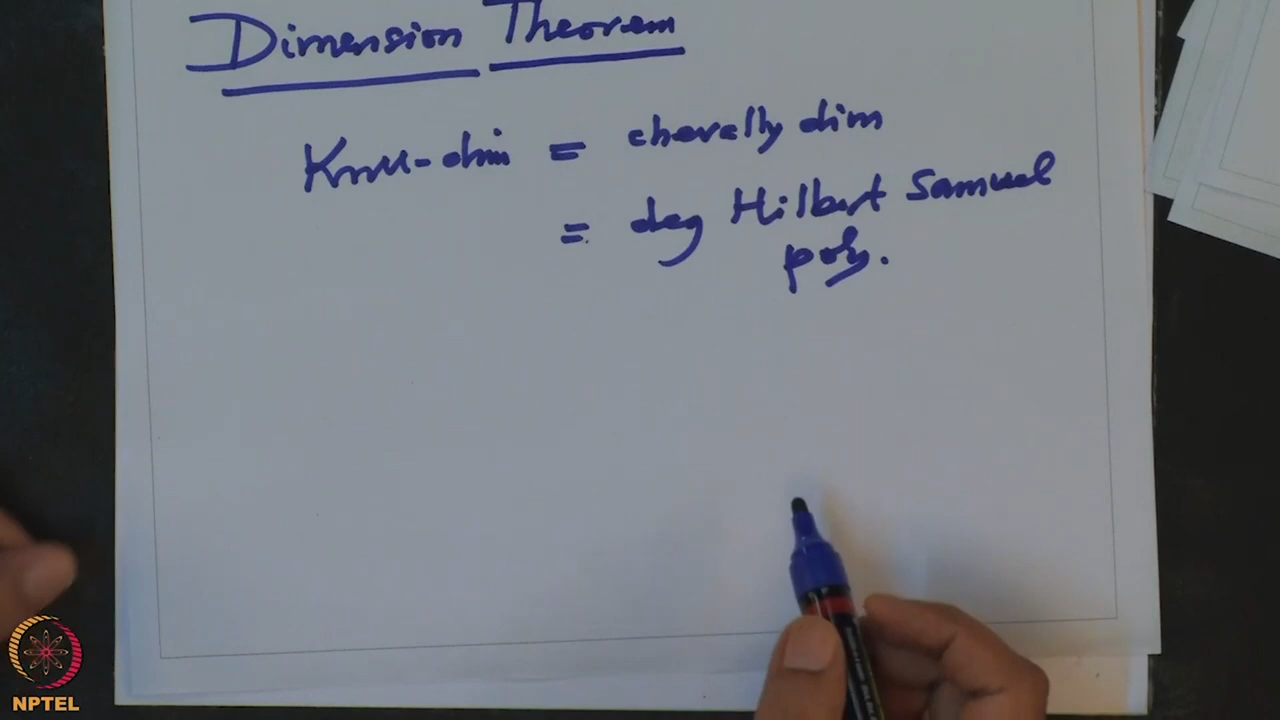 Dimension Theorem
Krull-dim = chevally dim
= deg Hilbert Samuel
poly.
NPTEL